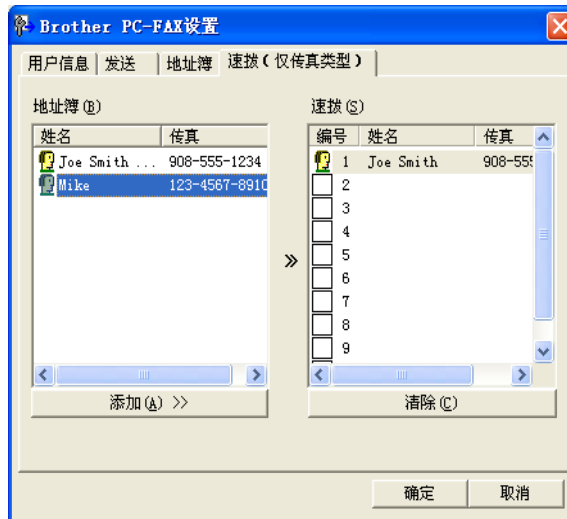 Brother PC-FAX设置
用户信息 发送 地址簿 速拨(仅传真类型)
地址簿(B) 速拨(S)
姓名 传真 编号 姓名 传真
Joe Smith ... 908-555-1234 1 Joe Smith 908-555
Mike 123-4567-8910 2
3
4
5
6
7
8
9
添加(A) >> 清除(C)
确定 取消